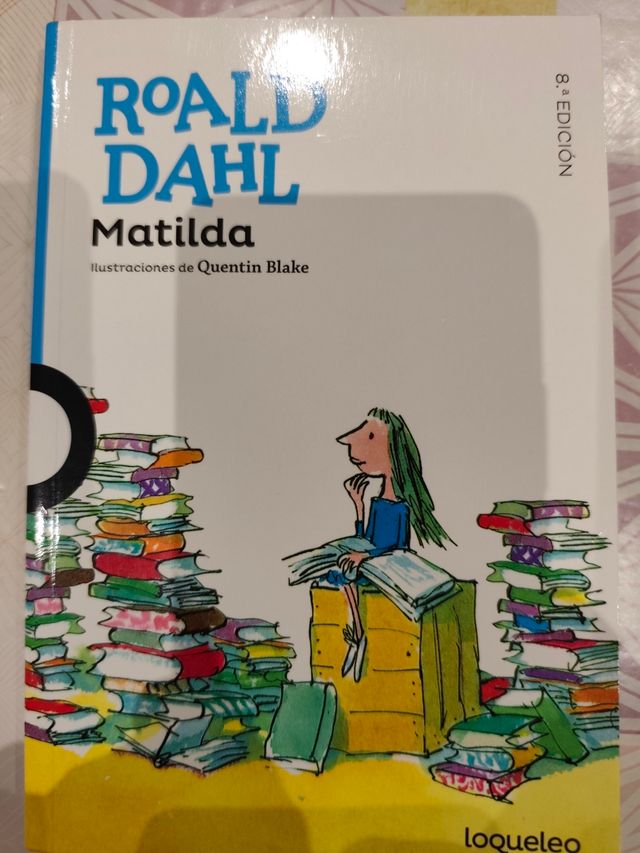 ROALD
DAHL
Matilda
Ilustraciones de Quentin Blake
8.ª EDICIÓN
loqueleo